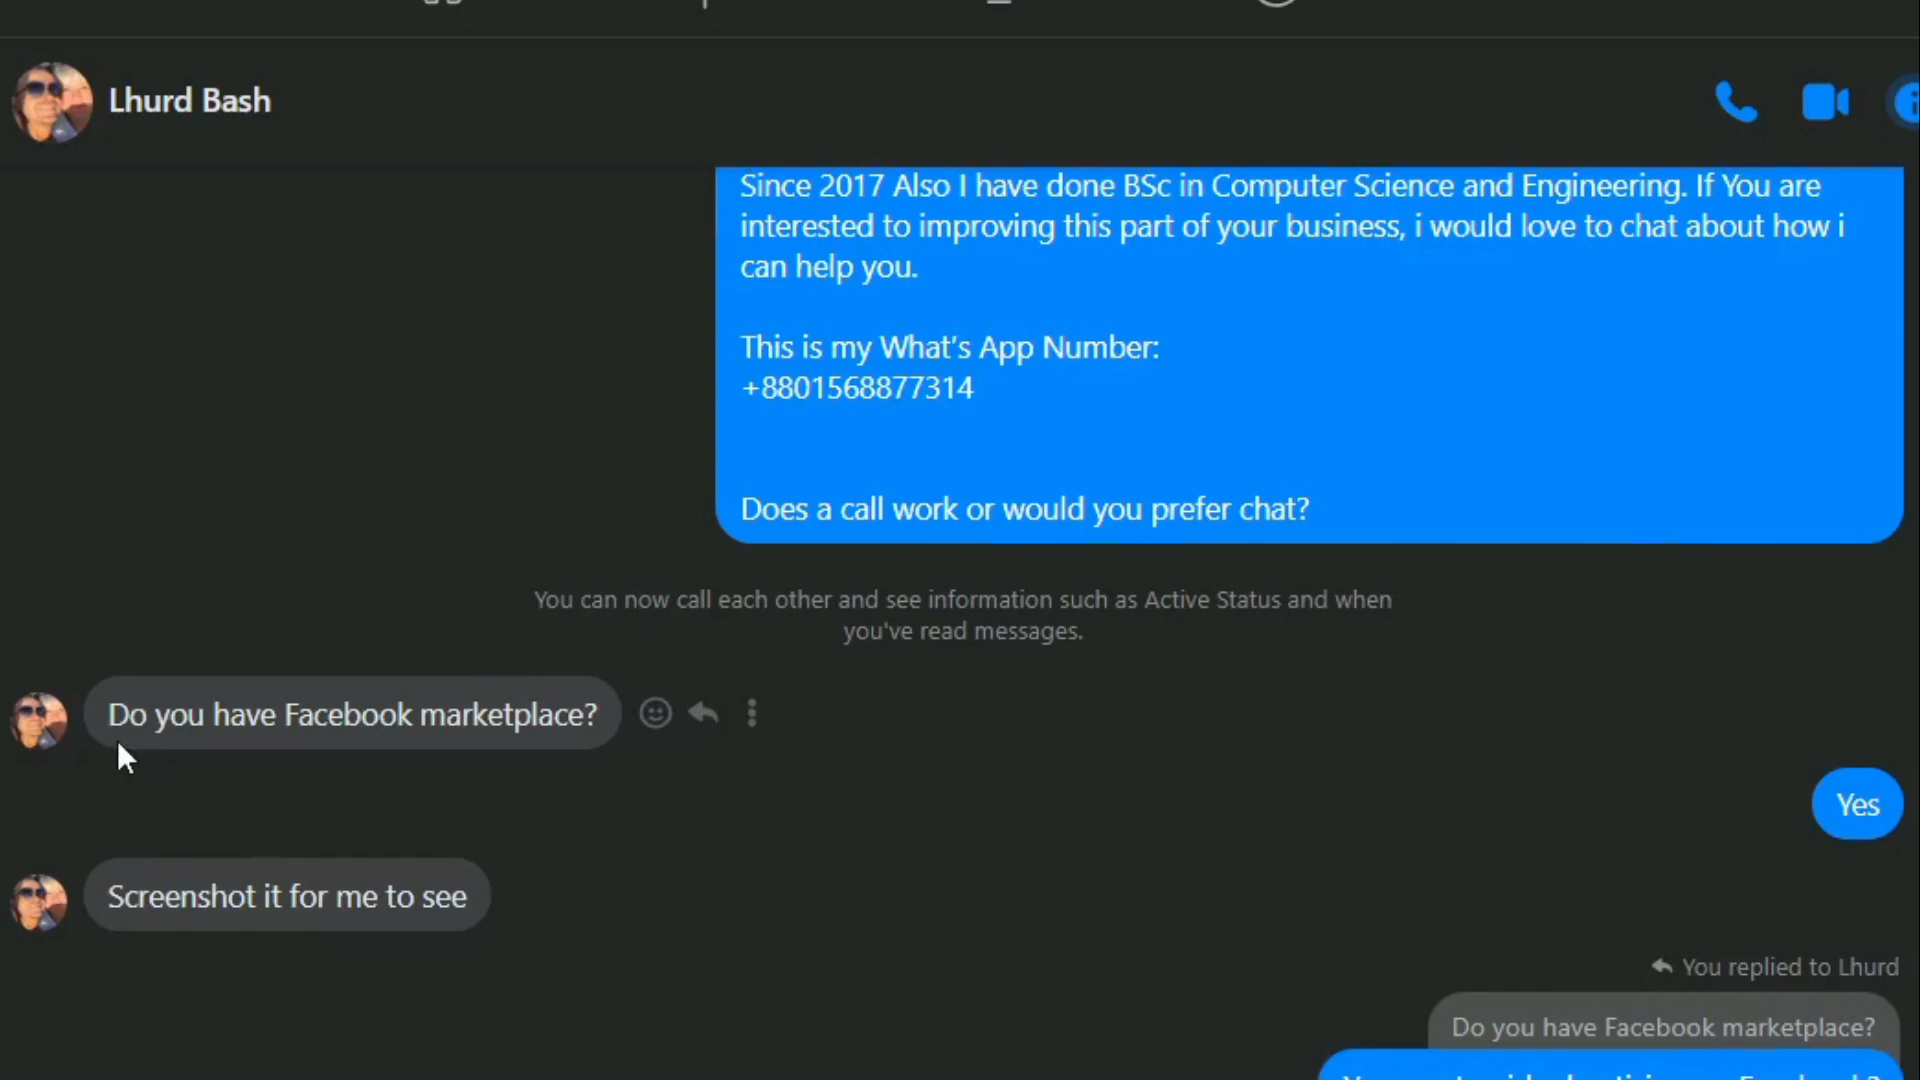 Lhurd Bash
Since 2017 Also I have done BSc in Computer Science and Engineering. If You are
interested to improving this part of your business, i would love to chat about how i
can help you.
This is my What's App Number:
+8801568877314
Does a call work or would you prefer chat?
You can now call each other and see information such as Active Status and when
you've read messages.
Do you have Facebook marketplace?
Yes
Screenshot it for me to see
You replied to Lhurd
Do you have Facebook marketplace?